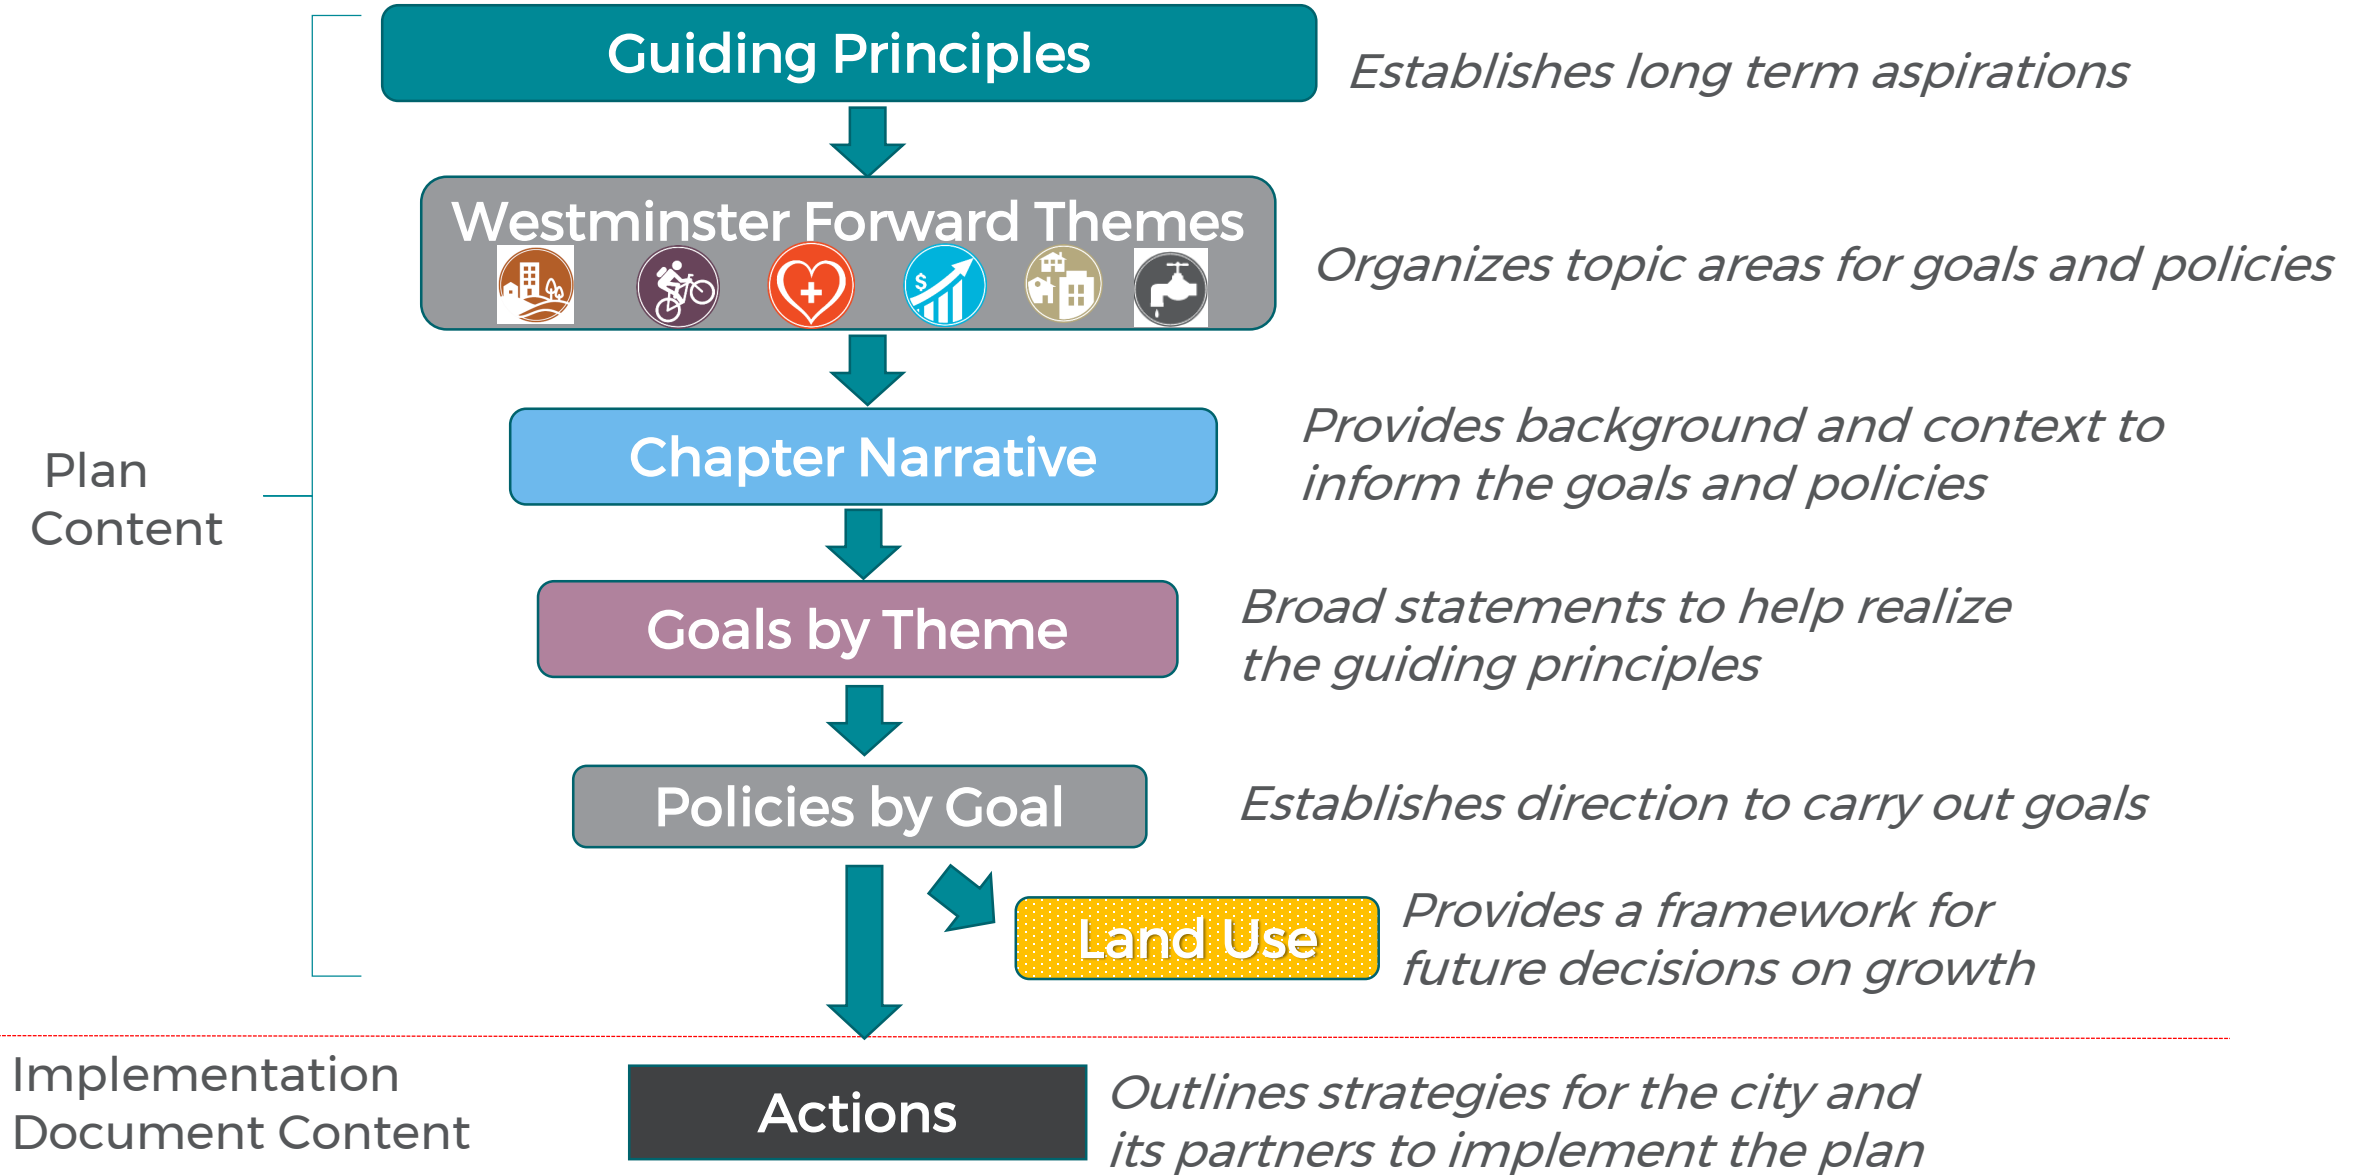 Guiding Principles
Establishes long term aspirations
Westminster Forward Themes
$
Organizes topic areas for goals and policies
Chapter Narrative
Provides background and context to
inform the goals and policies
Plan
Content
Goals by Theme
Broad statements to help realize
the guiding principles
Policies by Goal
Establishes direction to carry out goals
Land Use
Provides a framework for
future decisions on growth
Implementation
Document Content
Actions
Outlines strategies for the city and
its partners to implement the plan